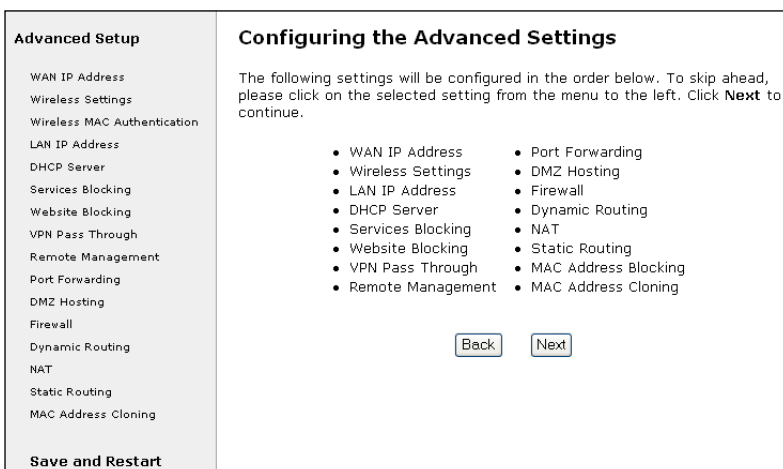 Advanced Setup
WAN IP Address
Wireless Settings
Wireless MAC Authentication
LAN IP Address
DHCP Server
Services Blocking
Website Blocking
VPN Pass Through
Remote Management
Port Forwarding
DMZ Hosting
Firewall
Dynamic Routing
NAT
Static Routing
MAC Address Cloning
Save and Restart
Configuring the Advanced Settings
The following settings will be configured in the order below. To skip ahead,
please click on the selected setting from the menu to the left. Click Next to
continue.
• WAN IP Address
• Wireless Settings
• LAN IP Address
• DHCP Server
• Services Blocking
• Website Blocking
• VPN Pass Through
• Remote Management
• Port Forwarding
• DMZ Hosting
• Firewall
• Dynamic Routing
• NAT
• Static Routing
• MAC Address Blocking
• MAC Address Cloning
Back
Next